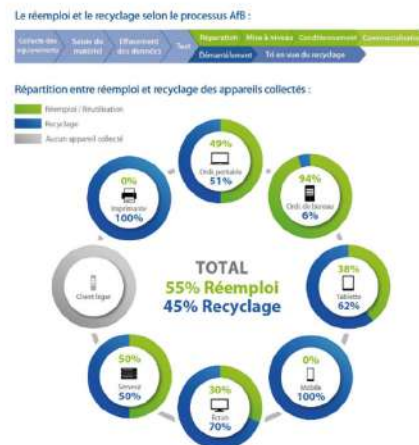 Le réemploi et le recyclage selon le processus AfB :
Collecte des équipements
Saisie du matériel
Effacement des données
Test
Réparation
Mise à niveau
Conditionnement
Commercialisation
Démantèlement
Tri en vue du recyclage
Répartition entre réemploi et recyclage des appareils collectés :
Réemploi / Réutilisation
Recyclage
Aucun appareil collecté
49%
Ordi portable
51%
94%
Ordi de bureau
6%
38%
Tablette
62%
0%
Mobile
100%
30%
Écran
70%
50%
Serveur
50%
Client léger
0%
Imprimante
100%
TOTAL
55% Réemploi
45% Recyclage